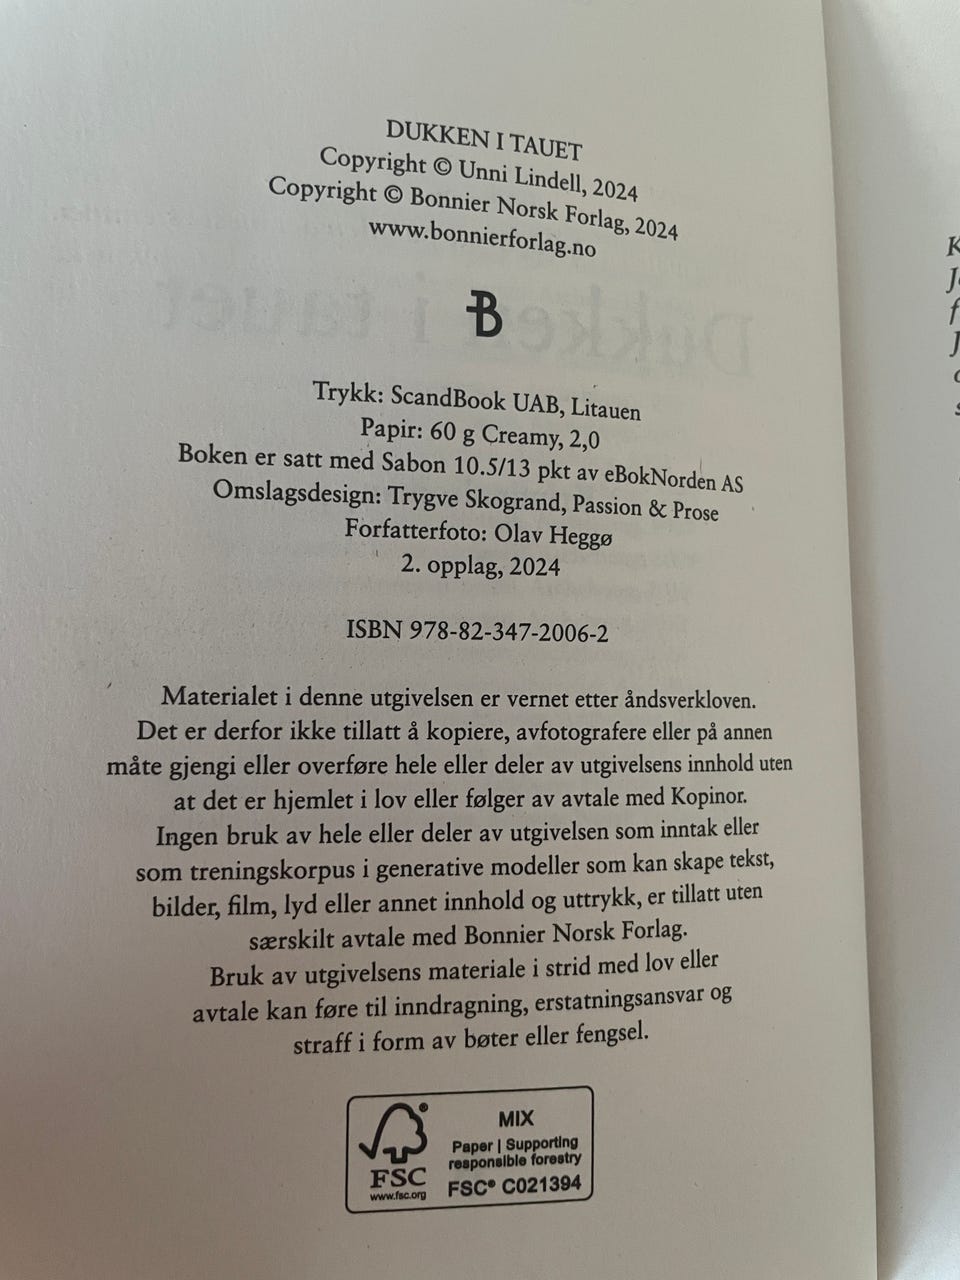 DUKKEN I TAUET
Copyright © Unni Lindell, 2024
Copyright © Bonnier Norsk Forlag, 2024
www.bonnierforlag.no
B
Trykk: ScandBook UAB, Litauen
Papir: 60 g Creamy, 2,0
Boken er satt med Sabon 10.5/13 pkt av eBokNorden AS
Omslagsdesign: Trygve Skogrand, Passion & Prose
Forfatterfoto: Olav Heggø
2. opplag, 2024
ISBN 978-82-347-2006-2
Materialet i denne utgivelsen er vernet etter åndsverkloven.
Det er derfor ikke tillatt å kopiere, avfotografere eller på annen
måte gjengi eller overføre hele eller deler av utgivelsens innhold uten
at det er hjemlet i lov eller følger av avtale med Kopinor.
Ingen bruk av hele eller deler av utgivelsen som inntak eller
som treningskorpus i generative modeller som kan skape tekst,
bilder, film, lyd eller annet innhold og uttrykk, er tillatt uten
særskilt avtale med Bonnier Norsk Forlag.
Bruk av utgivelsens materiale i strid med lov eller
avtale kan føre til inndragning, erstatningsansvar og
straff i form av bøter eller fengsel.
FSC
www.fsc.org
MIX
Paper | Supporting
responsible forestry
FSC® C021394